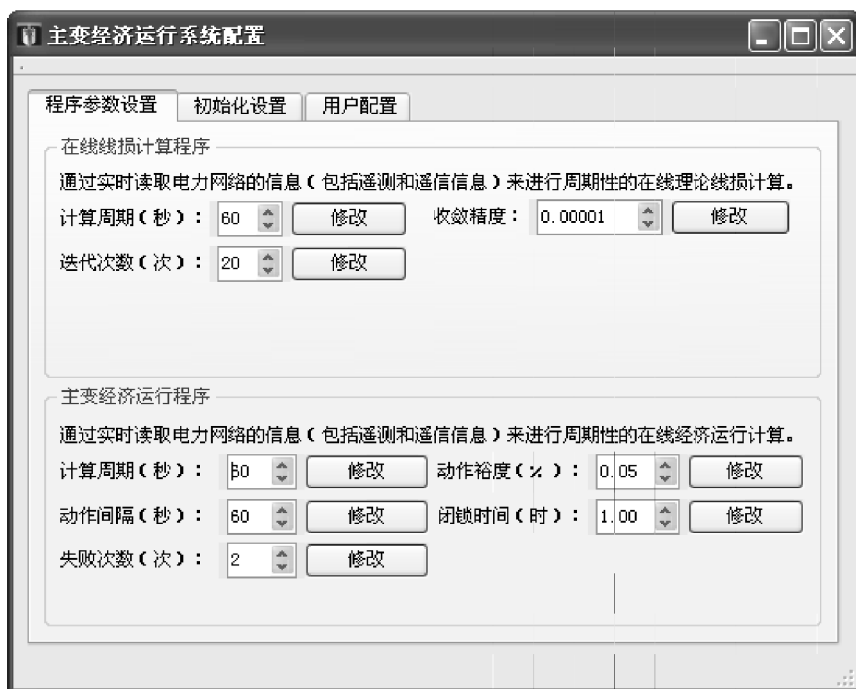 主变经济运行系统配置
程序参数设置 初始化设置 用户配置
在线线损计算程序
通过实时读取电力网络的信息（包括遥测和遥信信息）来进行周期性的在线理论线损计算。
计算周期（秒）： 60 修改 收敛精度： 0.00001 修改
迭代次数（次）： 20 修改
主变经济运行程序
通过实时读取电力网络的信息（包括遥测和遥信信息）来进行周期性的在线经济运行计算。
计算周期（秒）： 60 修改 动作裕度（%）： 0.05 修改
动作间隔（秒）： 60 修改 闭锁时间（时）： 1.00 修改
失败次数（次）： 2 修改